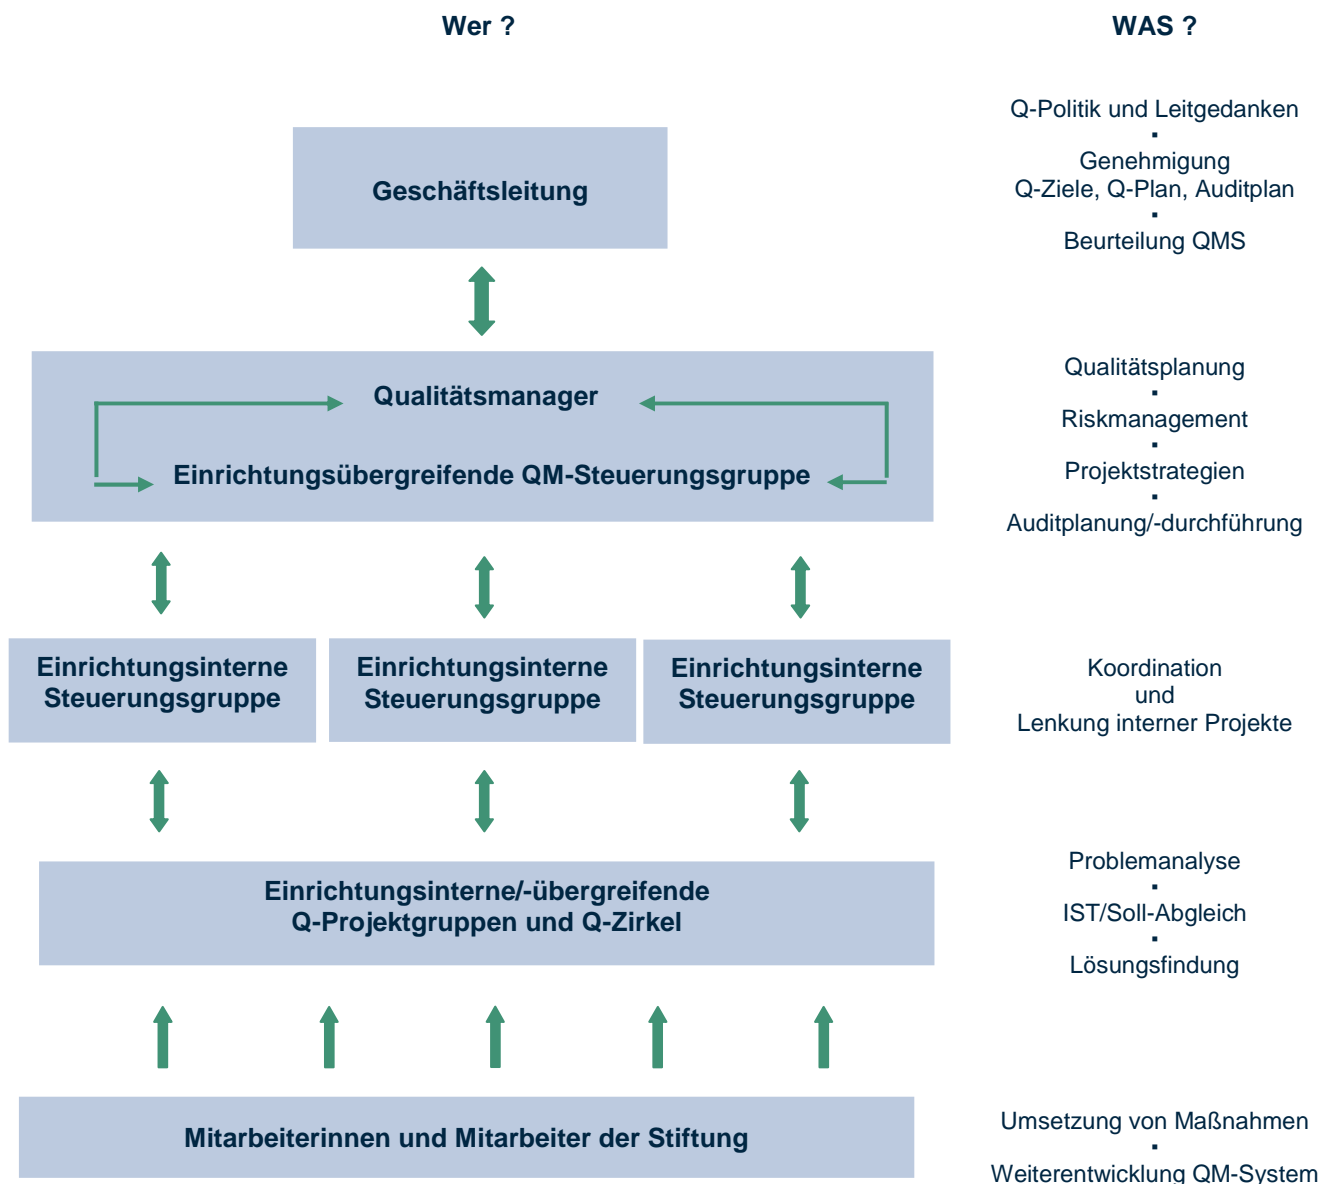 Wer ?
WAS ?
Geschäftsleitung
Q-Politik und Leitgedanken
▪
Genehmigung
Q-Ziele, Q-Plan, Auditplan
▪
Beurteilung QMS
Qualitätsmanager
Einrichtungsübergreifende QM-Steuerungsgruppe
Qualitätsplanung
▪
Riskmanagement
▪
Projektstrategien
▪
Auditplanung/-durchführung
Einrichtungsinterne
Steuerungsgruppe
Einrichtungsinterne
Steuerungsgruppe
Einrichtungsinterne
Steuerungsgruppe
Koordination
und
Lenkung interner Projekte
Einrichtungsinterne/-übergreifende
Q-Projektgruppen und Q-Zirkel
Problemanalyse
▪
IST/Soll-Abgleich
▪
Lösungsfindung
Mitarbeiterinnen und Mitarbeiter der Stiftung
Umsetzung von Maßnahmen
▪
Weiterentwicklung QM-System